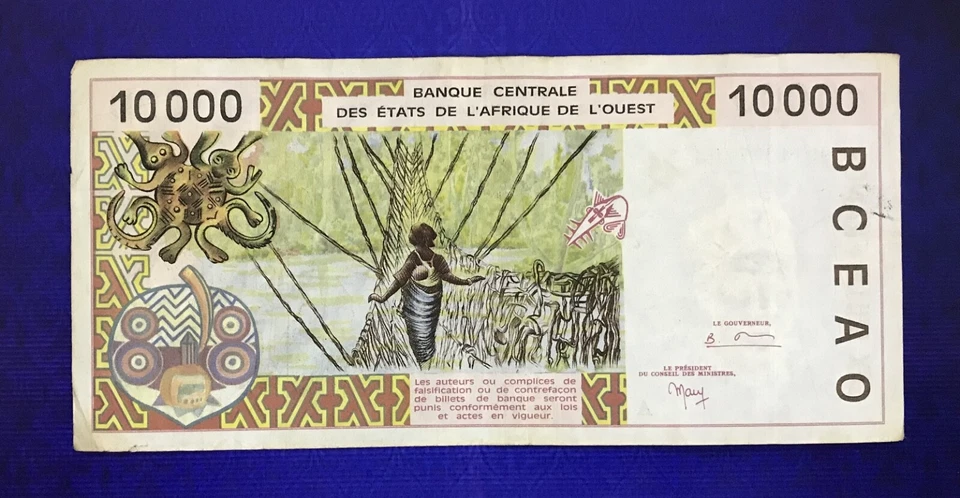 10 000
BANQUE CENTRALE
DES ÉTATS DE L'AFRIQUE DE L'OUEST
10 000
BCEAO
LE GOUVERNEUR,
LE PRÉSIDENT
DU CONSEIL DES MINISTRES,
Les auteurs ou complices de
falsification ou de contrefaçon
de billets de banque seront
punis conformément aux lois
et actes en vigueur.